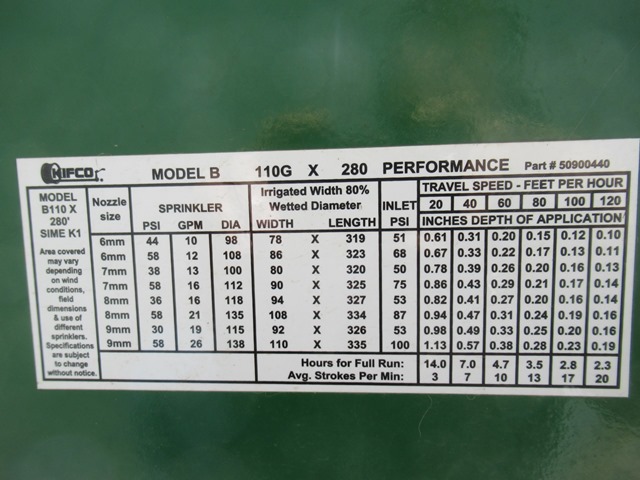 KIFCO MODEL B 110G X 280 PERFORMANCE Part # 50900440
MODEL B110 X 280' SIME K1
Area covered may vary depending on wind conditions, field dimensions & use of different sprinklers. Specifications are subject to change without notice.
Nozzle size SPRINKLER Irrigated Width 80% Wetted Diameter INLET TRAVEL SPEED - FEET PER HOUR
20 40 60 80 100 120
PSI GPM DIA WIDTH X LENGTH PSI INCHES DEPTH OF APPLICATION
6mm 44 10 98 78 X 319 51 0.61 0.31 0.20 0.15 0.12 0.10
6mm 58 12 108 86 X 323 68 0.67 0.33 0.22 0.17 0.13 0.11
7mm 38 13 100 80 X 320 50 0.78 0.39 0.26 0.20 0.16 0.13
7mm 58 16 112 90 X 325 75 0.86 0.43 0.29 0.21 0.17 0.14
8mm 36 16 118 94 X 327 53 0.82 0.41 0.27 0.20 0.16 0.14
8mm 58 21 135 108 X 334 87 0.94 0.47 0.31 0.24 0.19 0.16
9mm 30 19 115 92 X 326 53 0.98 0.49 0.33 0.25 0.20 0.16
9mm 58 26 138 110 X 335 100 1.13 0.57 0.38 0.28 0.23 0.19
Hours for Full Run: 14.0 7.0 4.7 3.5 2.8 2.3
Avg. Strokes Per Min: 3 7 10 13 17 20